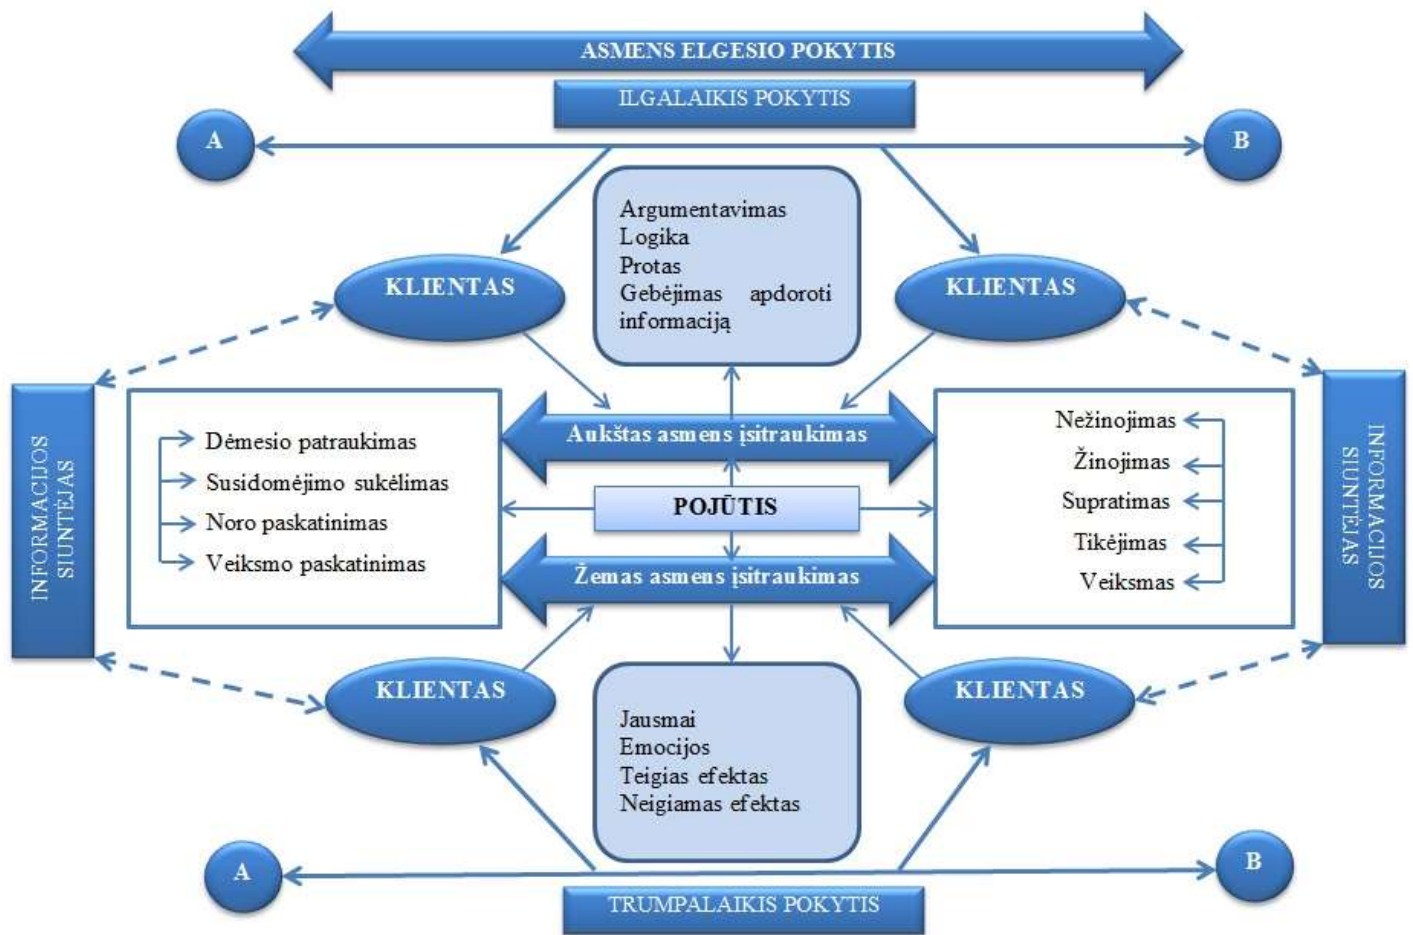 ASMENS ELGESIO POKYTIS
ILGALAIKIS POKYTIS
A
B
Argumentavimas
Logika
Protas
Gebėjimas apdoroti
informaciją
KLIENTAS
KLIENTAS
INFORMACIJOS
SIUNTĖJAS
Dėmesio patraukimas
Susidomėjimo sukėlimas
Noro paskatinimas
Veiksmo paskatinimas
Aukštas asmens įsitraukimas
POJŪTIS
Žemas asmens įsitraukimas
Nežinojimas
Žinojimas
Supratimas
Tikėjimas
Veiksmas
INFORMACIJOS
SIUNTĖJAS
KLIENTAS
KLIENTAS
Jausmai
Emocijos
Teigias efektas
Neigiamas efektas
A
B
TRUMPALAIKIS POKYTIS